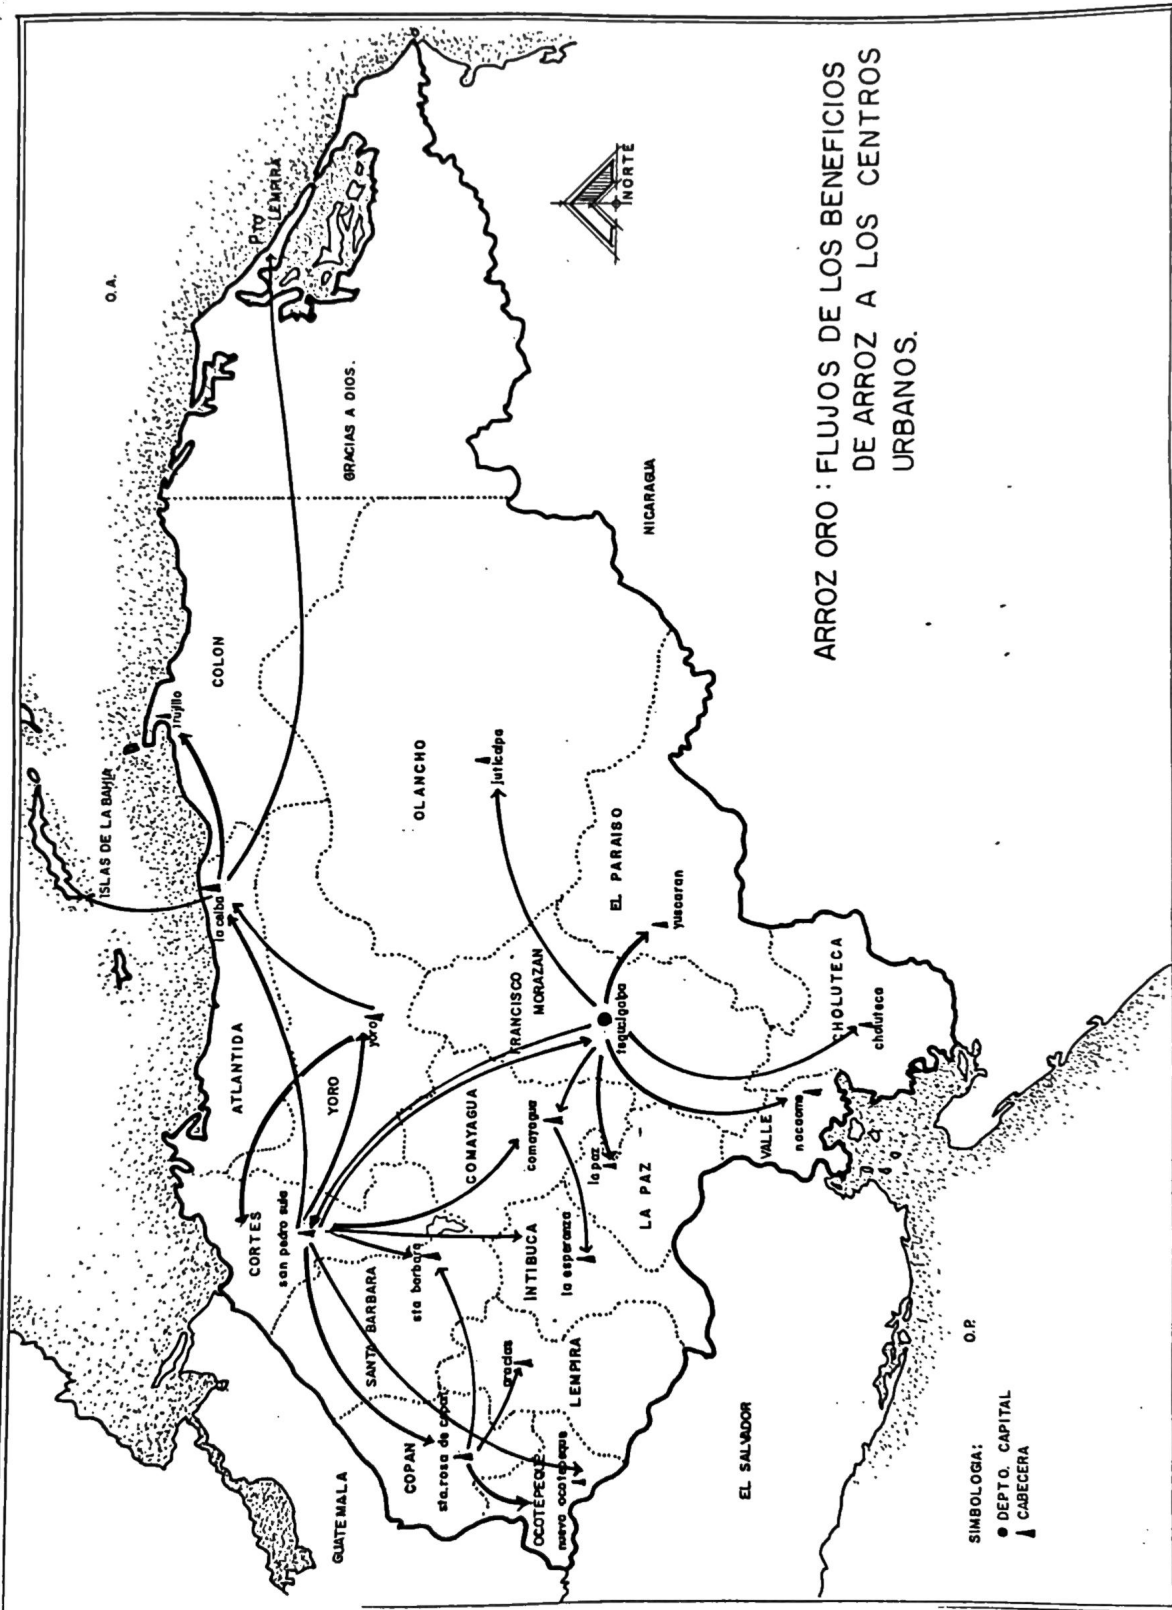 O.A.
ISLAS DE LA BAHIA
Trujillo
COLON
Pto
LEMPIRA
GRACIAS A DIOS.
la ceiba
ATLANTIDA
yoro
YORO
CORTES
san pedro sula
GUATEMALA
COPAN
sta.rosa de copan
SANTA BARBARA
sta barbara
OLANCHO
juticalpa
COMAYAGUA
comayagua
FRANCISCO
MORAZAN
tegucigalpa
EL PARAISO
yuscaran
NICARAGUA
NORTE
INTIBUCA
la esperanza
la paz
LA PAZ
gracias
LEMPIRA
OCOTEPEQUE
nueva ocotepeque
VALLE
nacaome
CHOLUTECA
choluteca
EL SALVADOR
O.P.
ARROZ ORO : FLUJOS DE LOS BENEFICIOS
DE ARROZ A LOS CENTROS
URBANOS.
SIMBOLOGIA:
DEPTO. CAPITAL
CABECERA